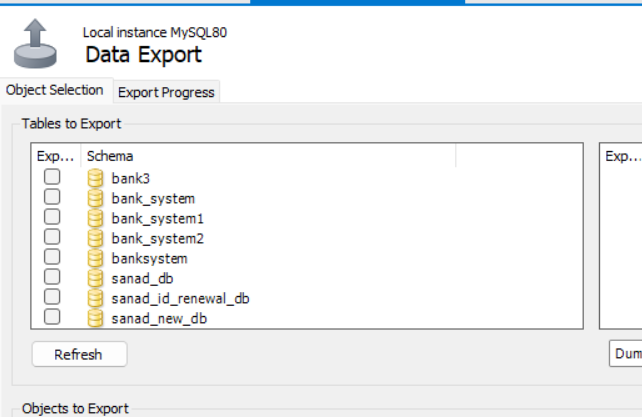 Local instance MySQL80
Data Export
Object Selection Export Progress
Tables to Export
Exp... Schema Exp...
bank3
bank_system
bank_system1
bank_system2
banksystem
sanad_db
sanad_id_renewal_db
sanad_new_db
Refresh Dum
Objects to Export